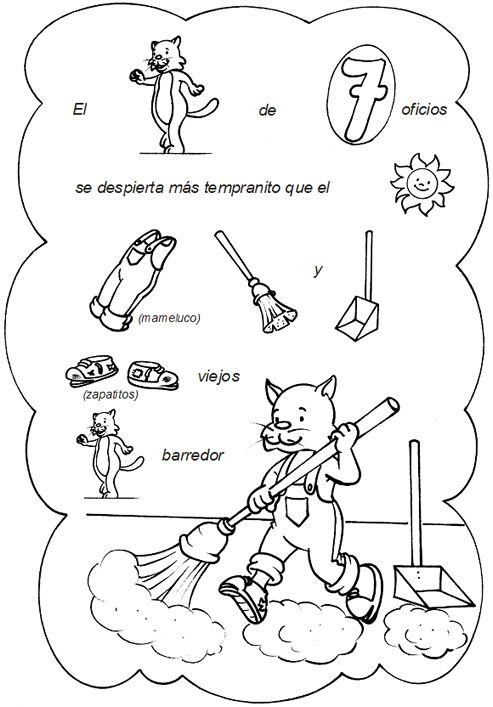 El de 7 oficios
se despierta más tempranito que el
y
(mameluco)
viejos
(zapatitos)
barredor